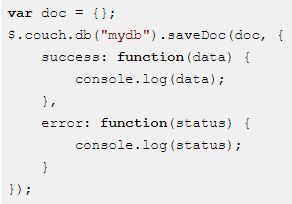 var doc = {};
$.couch.db("mydb").saveDoc(doc, {
    success: function(data) {
        console.log(data);
    },
    error: function(status) {
        console.log(status);
    }
});